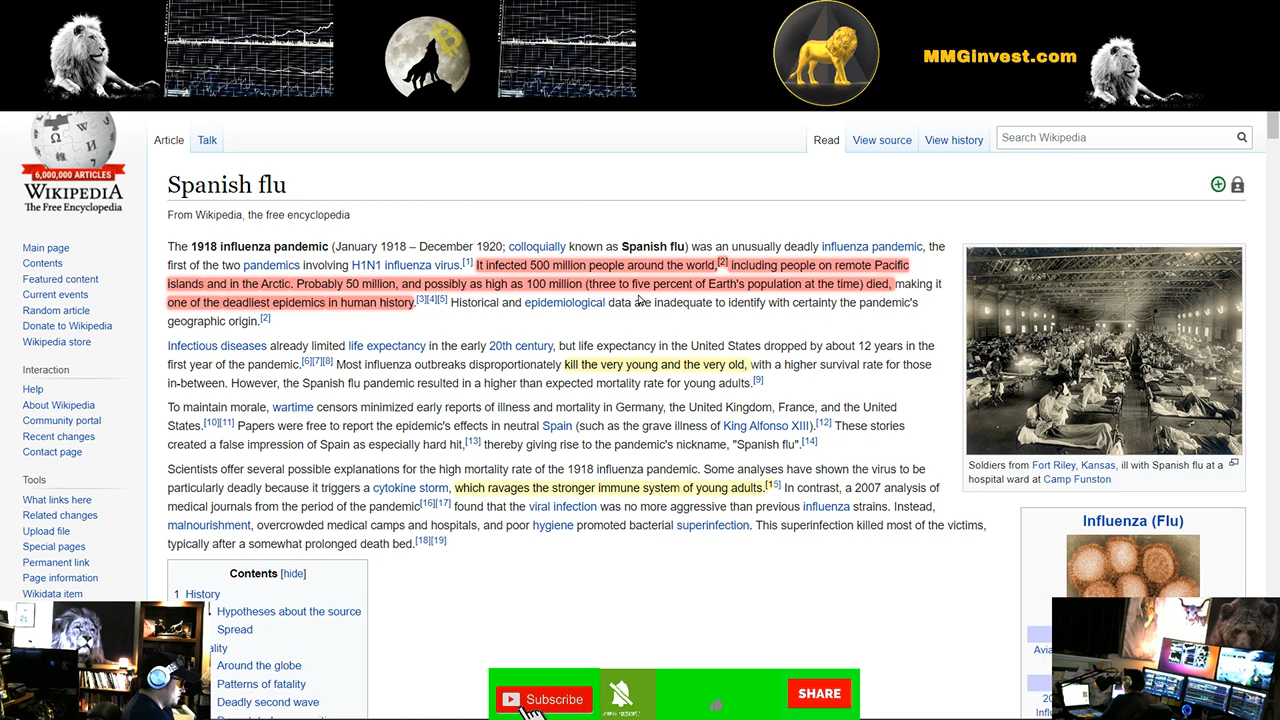 MMGinvest.com
Article
Talk
Read
View source
View history
Search Wikipedia
6,000,000 ARTICLES
WIKIPEDIA
The Free Encyclopedia
Main page
Contents
Featured content
Current events
Random article
Donate to Wikipedia
Wikipedia store
Interaction
Help
About Wikipedia
Community portal
Recent changes
Contact page
Tools
What links here
Related changes
Upload file
Special pages
Permanent link
Page information
Wikidata item
Spanish flu
From Wikipedia, the free encyclopedia
The 1918 influenza pandemic (January 1918 – December 1920; colloquially known as Spanish flu) was an unusually deadly influenza pandemic, the
first of the two pandemics involving H1N1 influenza virus.[1] It infected 500 million people around the world,[2] including people on remote Pacific
islands and in the Arctic. Probably 50 million, and possibly as high as 100 million (three to five percent of Earth's population at the time) died, making it
one of the deadliest epidemics in human history.[3][4][5] Historical and epidemiological data are inadequate to identify with certainty the pandemic's
geographic origin.[2]
Infectious diseases already limited life expectancy in the early 20th century, but life expectancy in the United States dropped by about 12 years in the
first year of the pandemic.[6][7][8] Most influenza outbreaks disproportionately kill the very young and the very old, with a higher survival rate for those
in-between. However, the Spanish flu pandemic resulted in a higher than expected mortality rate for young adults.[9]
To maintain morale, wartime censors minimized early reports of illness and mortality in Germany, the United Kingdom, France, and the United
States.[10][11] Papers were free to report the epidemic's effects in neutral Spain (such as the grave illness of King Alfonso XIII).[12] These stories
created a false impression of Spain as especially hard hit,[13] thereby giving rise to the pandemic's nickname, "Spanish flu".[14]
Scientists offer several possible explanations for the high mortality rate of the 1918 influenza pandemic. Some analyses have shown the virus to be
particularly deadly because it triggers a cytokine storm, which ravages the stronger immune system of young adults.[15] In contrast, a 2007 analysis of
medical journals from the period of the pandemic[16][17] found that the viral infection was no more aggressive than previous influenza strains. Instead,
malnourishment, overcrowded medical camps and hospitals, and poor hygiene promoted bacterial superinfection. This superinfection killed most of the victims,
typically after a somewhat prolonged death bed.[18][19]
Soldiers from Fort Riley, Kansas, ill with Spanish flu at a
hospital ward at Camp Funston
Influenza (Flu)
Contents [hide]
1 History
Hypotheses about the source
Spread
ality
Around the globe
Patterns of fatality
Deadly second wave
Avia
20
Influ
Subscribe
SHARE